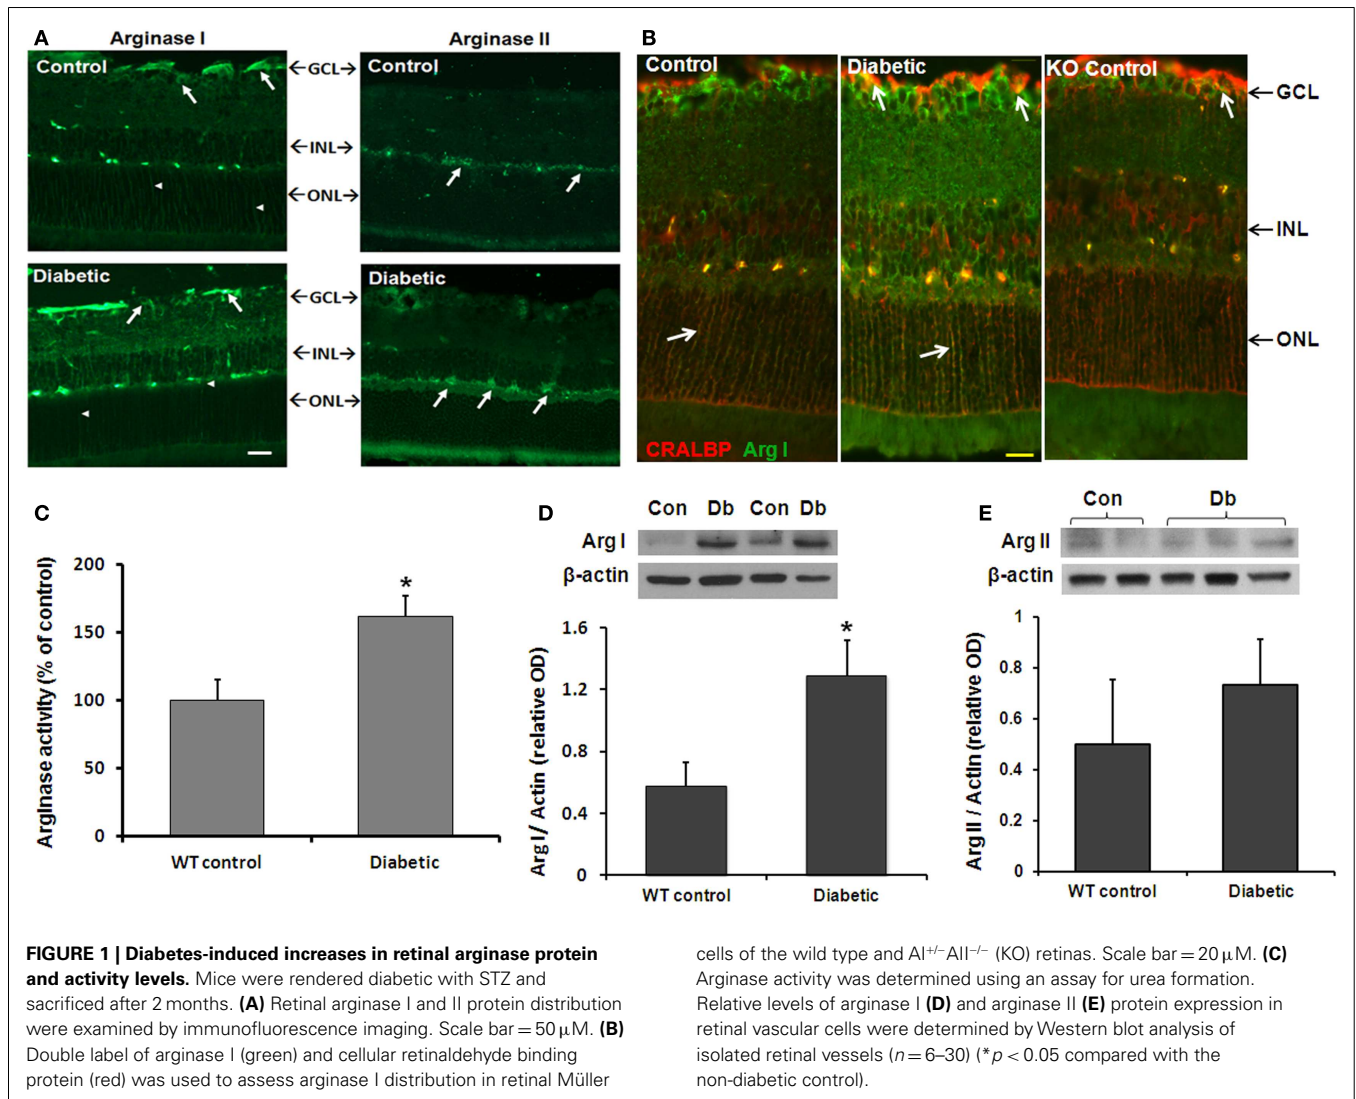 A
Arginase I
Arginase II
Control
Control
←GCL→
←INL→
←ONL→
Diabetic
Diabetic
←GCL→
←INL→
←ONL→
B
Control
Diabetic
KO Control
←GCL
←INL
←ONL
CRALBP Arg I
C
Arginase activity (% of control)
200
150
100
50
0
*
WT control
Diabetic
D
Con Db Con Db
Arg I
β-actin
Arg I/ Actin (relative OD)
1.6
1.2
0.8
0.4
0
*
WT control
Diabetic
E
Con Db
Arg II
β-actin
Arg II / Actin (relative OD)
1
0.8
0.6
0.4
0.2
0
WT control
Diabetic
FIGURE 1 | Diabetes-induced increases in retinal arginase protein
and activity levels. Mice were rendered diabetic with STZ and
sacrificed after 2 months. (A) Retinal arginase I and II protein distribution
were examined by immunofluorescence imaging. Scale bar = 50 μM. (B)
Double label of arginase I (green) and cellular retinaldehyde binding
protein (red) was used to assess arginase I distribution in retinal Müller
cells of the wild type and AI+/−AII−/− (KO) retinas. Scale bar = 20 μM. (C)
Arginase activity was determined using an assay for urea formation.
Relative levels of arginase I (D) and arginase II (E) protein expression in
retinal vascular cells were determined by Western blot analysis of
isolated retinal vessels (n = 6–30) (*p < 0.05 compared with the
non-diabetic control).